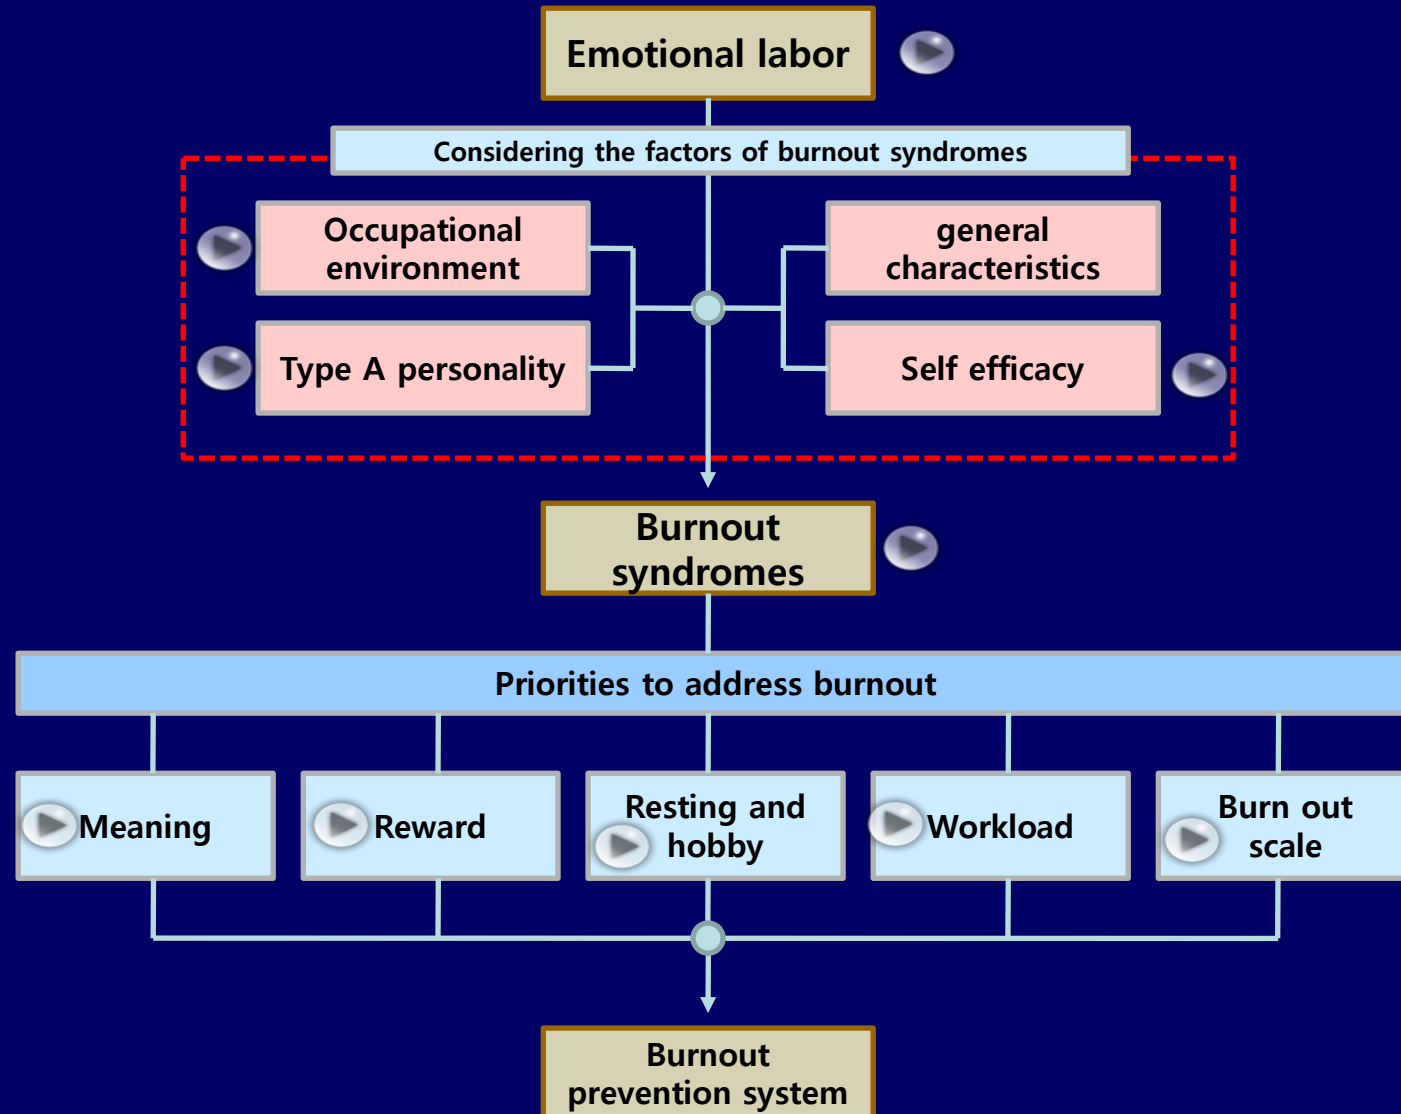 Emotional labor
Considering the factors of burnout syndromes
Occupational
environment
general
characteristics
Type A personality
Self efficacy
Burnout
syndromes
Priorities to address burnout
Meaning
Reward
Resting and
hobby
Workload
Burn out
scale
Burnout
prevention system